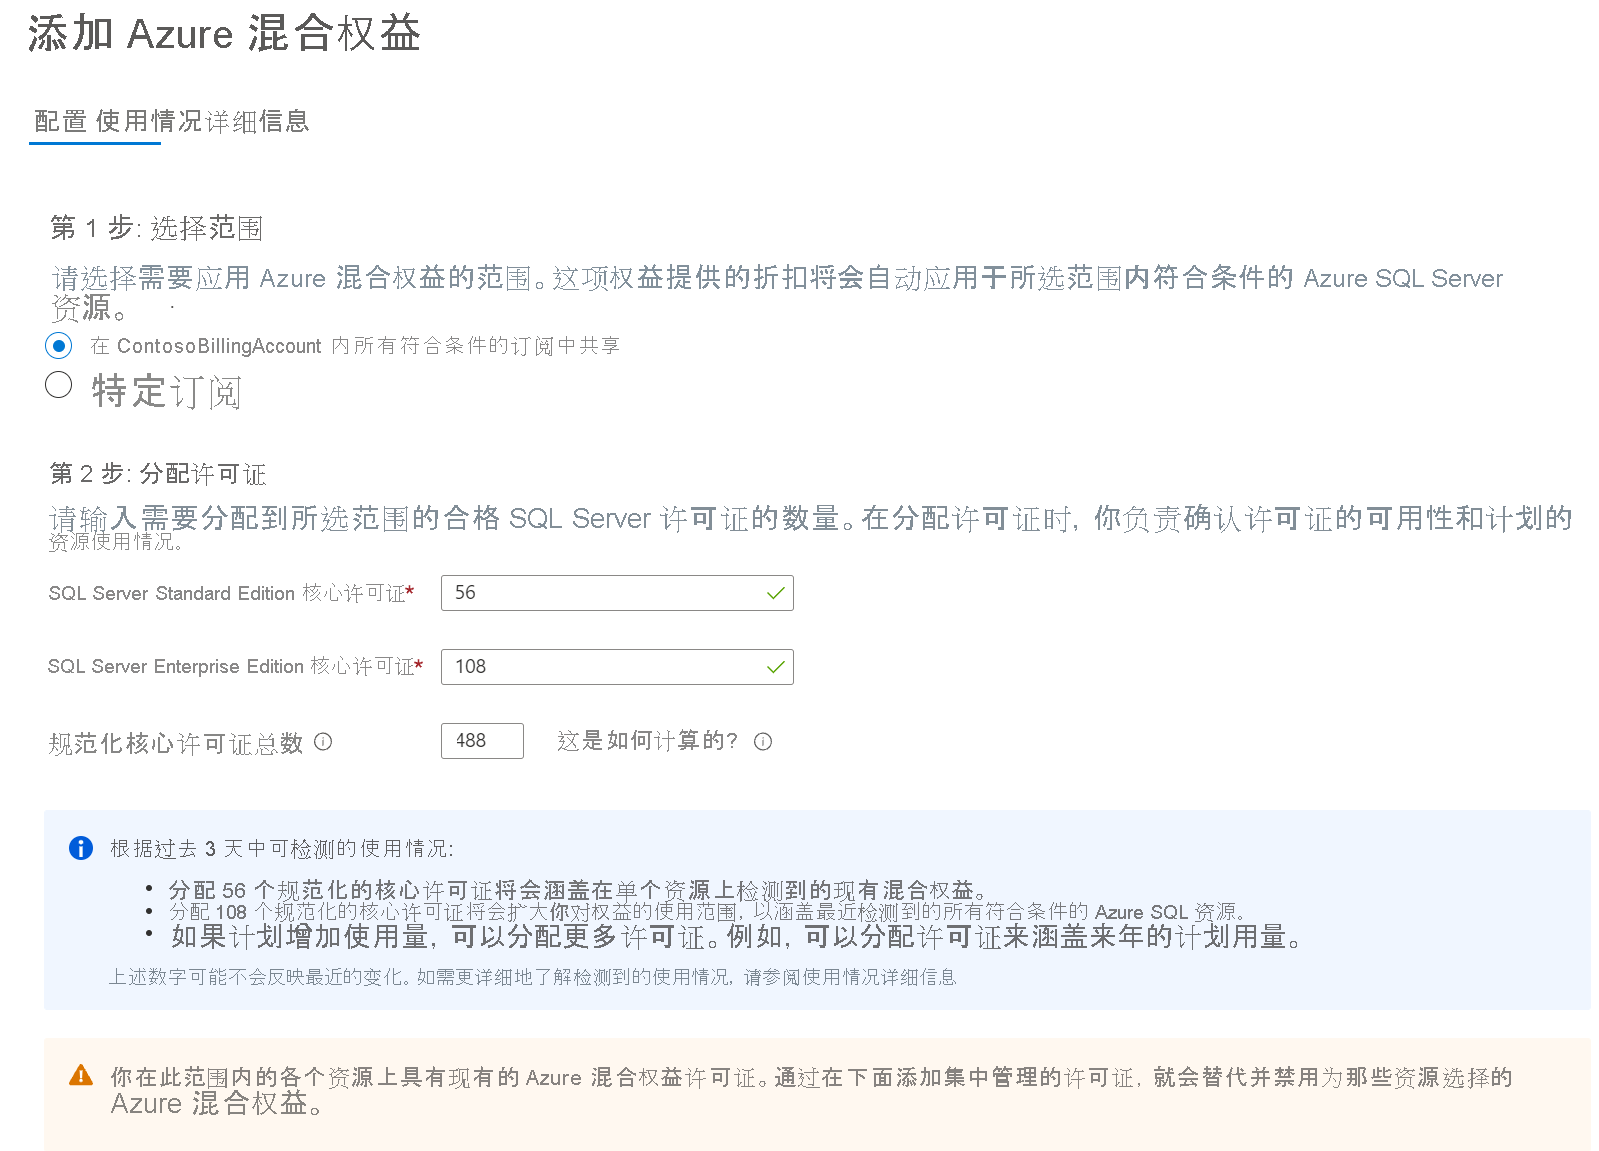 添加 Azure 混合权益
配置 使用情况详细信息
第 1 步: 选择范围
请选择需要应用 Azure 混合权益的范围。这项权益提供的折扣将会自动应用于所选范围内符合条件的 Azure SQL Server
资源。
在 ContosoBillingAccount 内所有符合条件的订阅中共享
特定订阅
第 2 步: 分配许可证
请输入需要分配到所选范围的合格 SQL Server 许可证的数量。在分配许可证时, 你负责确认许可证的可用性和计划的
资源使用情况。
SQL Server Standard Edition 核心许可证* 56
SQL Server Enterprise Edition 核心许可证* 108
规范化核心许可证总数 488 这是如何计算的?
根据过去 3 天中可检测的使用情况:
• 分配 56 个规范化的核心许可证将会涵盖在单个资源上检测到的现有混合权益。
• 分配 108 个规范化的核心许可证将会扩大你对权益的使用范围, 以涵盖最近检测到的所有符合条件的 Azure SQL 资源。
• 如果计划增加使用量, 可以分配更多许可证。例如, 可以分配许可证来涵盖来年的计划用量。
上述数字可能不会反映最近的变化。如需更详细地了解检测到的使用情况, 请参阅使用情况详细信息
你在此范围内的各个资源上具有现有的 Azure 混合权益许可证。通过在下面添加集中管理的许可证, 就会替代并禁用为那些资源选择的
Azure 混合权益。